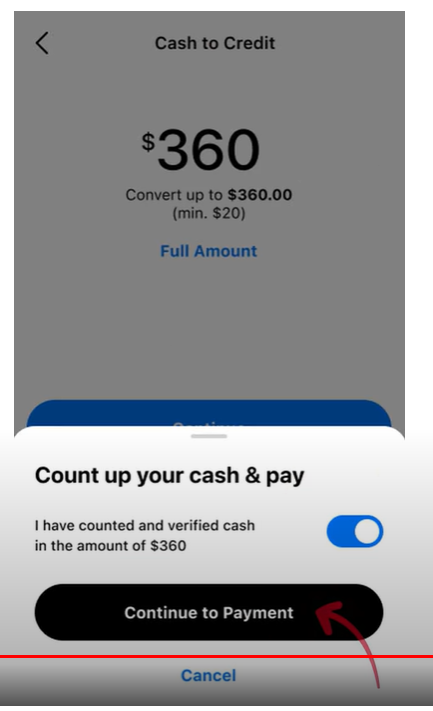 Cash to Credit
$360
Convert up to $360.00
(min. $20)
Full Amount
Continue
Count up your cash & pay
I have counted and verified cash
in the amount of $360
Continue to Payment
Cancel